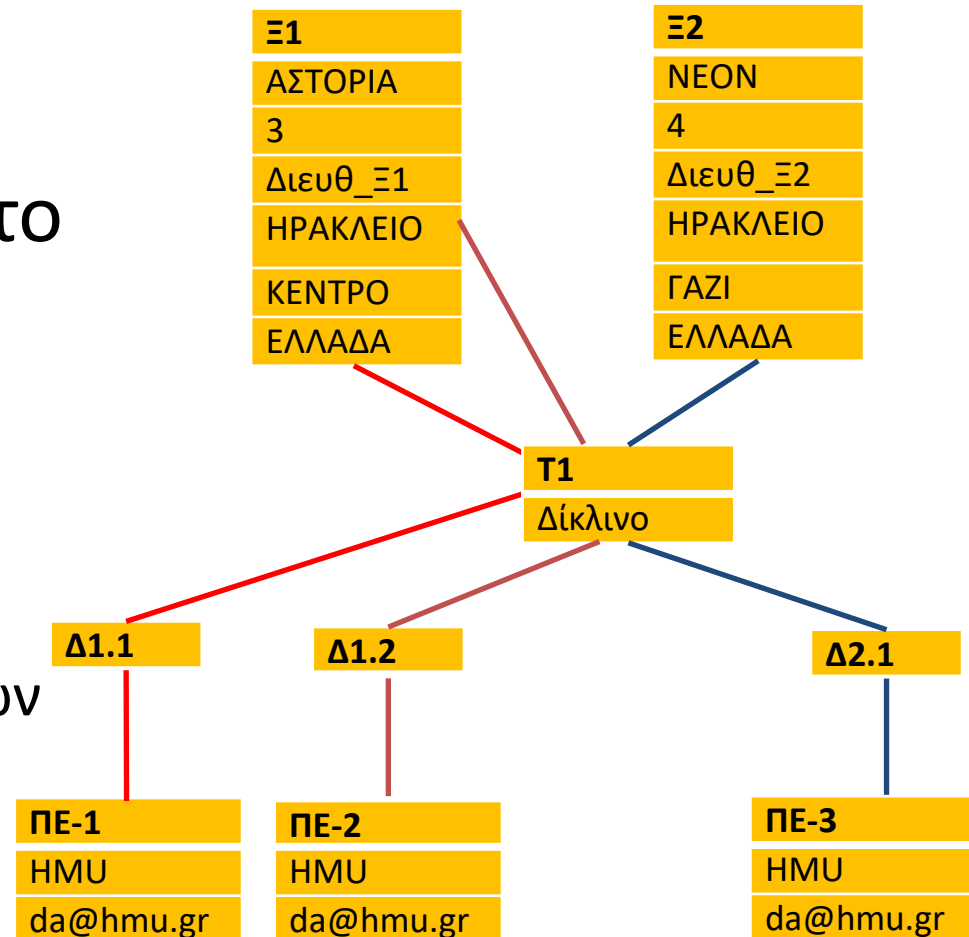 Ξ1
ΑΣΤΟΡΙΑ
3
Διευθ_Ξ1
ΗΡΑΚΛΕΙΟ
ΚΕΝΤΡΟ
ΕΛΛΑΔΑ
Ξ2
ΝΕΟΝ
4
Διευθ_Ξ2
ΗΡΑΚΛΕΙΟ
ΓΑΖΙ
ΕΛΛΑΔΑ
το
Τ1
Δίκλινο
Δ1.1
Δ1.2
Δ2.1
ων
ΠΕ-1
HMU
da@hmu.gr
ΠΕ-2
HMU
da@hmu.gr
ΠΕ-3
HMU
da@hmu.gr